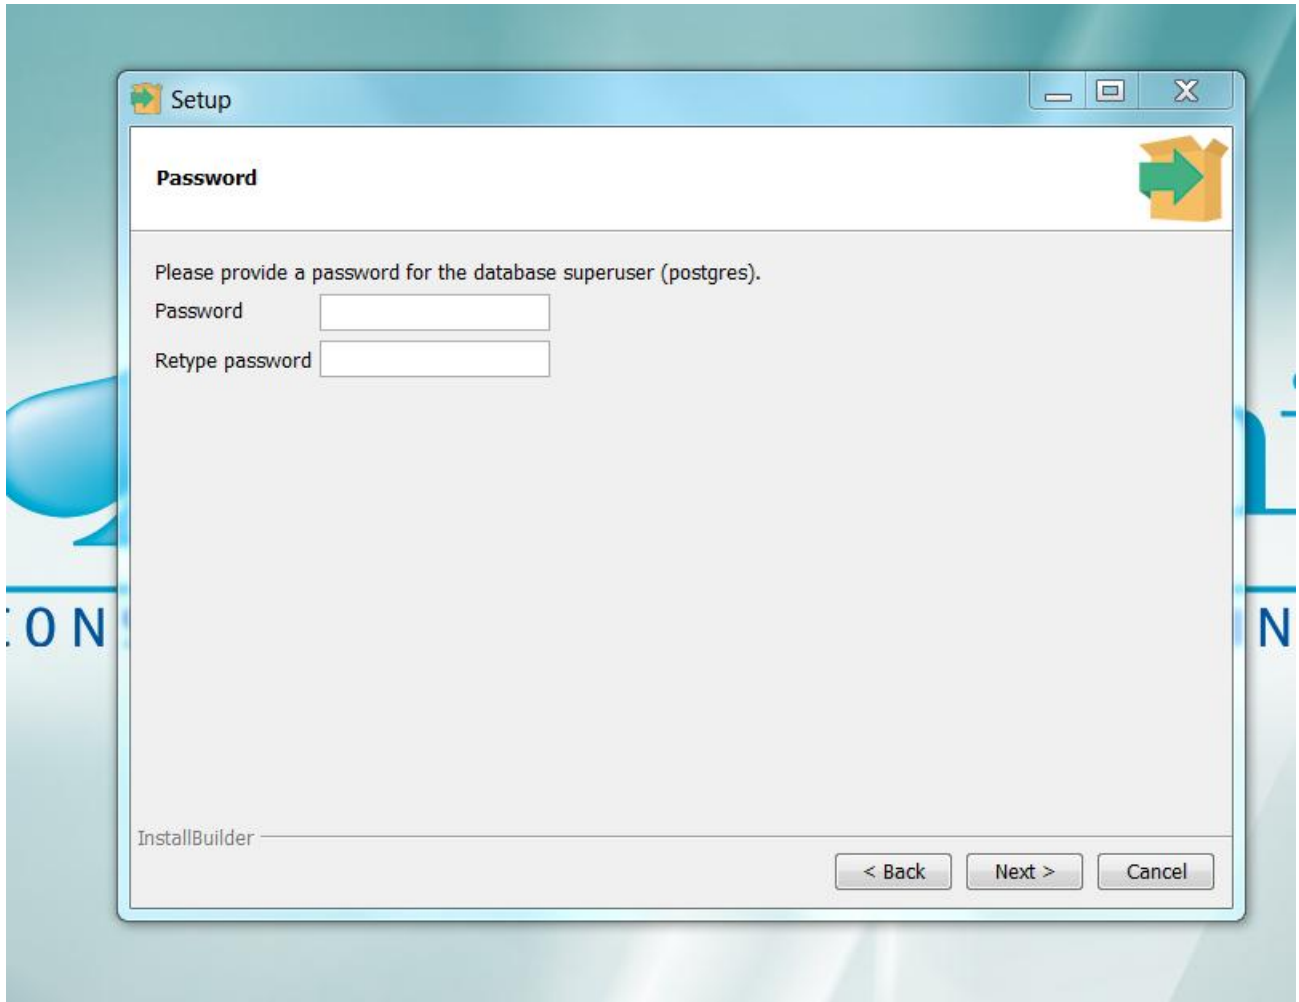 Setup
Password
Please provide a password for the database superuser (postgres).
Password
Retype password
InstallBuilder
< Back
Next >
Cancel